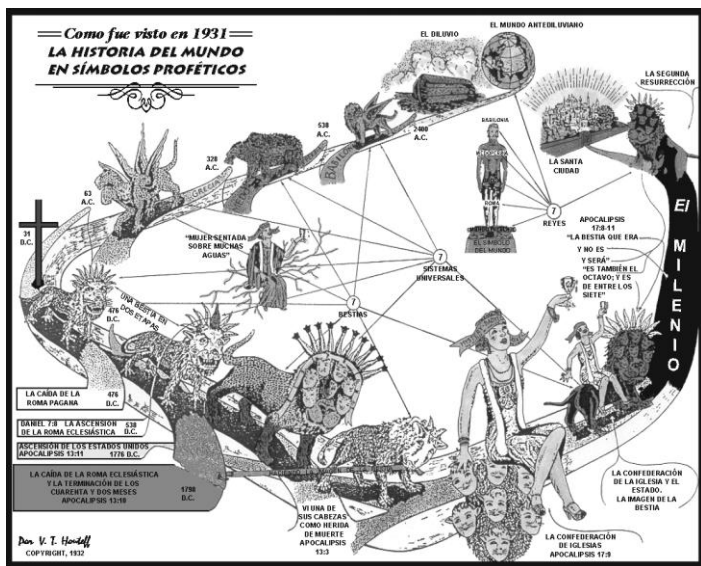 Como fue visto en 1931
LA HISTORIA DEL MUNDO
EN SÍMBOLOS PROFÉTICOS
EL DILUVIO
EL MUNDO ANTEDILUVIANO
LA SEGUNDA
RESURRECCIÓN
538
A.C.
2400
A.C.
328
A.C.
GRECIA
63
A.C.
31
D.C.
BABILONIA
ROMA
EL SÍMBOLO
DEL MUNDO
LA SANTA
CIUDAD
7
REYES
El MILENIO
APOCALIPSIS
17:8-11
"LA BESTIA QUE ERA
Y NO ES
Y SERÁ"
"ES TAMBIÉN EL
OCTAVO; Y ES
DE ENTRE LOS
SIETE"
"MUJER SENTADA
SOBRE MUCHAS
AGUAS"
7
SISTEMAS
UNIVERSALES
7
BESTIAS
UNA BESTIA EN
DOS ETAPAS
476
D.C.
LA CAÍDA DE LA
ROMA PAGANA
476
D.C.
DANIEL 7:8 LA ASCENSION
DE LA ROMA ECLESIÁSTICA
538
D.C.
ASCENSIÓN DE LOS ESTADOS UNIDOS
APOCALIPSIS 13:11
1776 D.C.
LA CAÍDA DE LA ROMA ECLESIÁSTICA
Y LA TERMINACIÓN DE LOS
CUARENTA Y DOS MESES
APOCALIPSIS 13:10
1798
D.C.
VI UNA DE
SUS CABEZAS
COMO HERIDA
DE MUERTE
APOCALIPSIS
13:3
LA CONFEDERACIÓN
DE IGLESIAS
APOCALIPSIS 17:9
LA CONFEDERACIÓN
DE LA IGLESIA Y EL
ESTADO.
LA IMAGEN DE LA
BESTIA
Por V. T. Houteff
COPYRIGHT, 1932